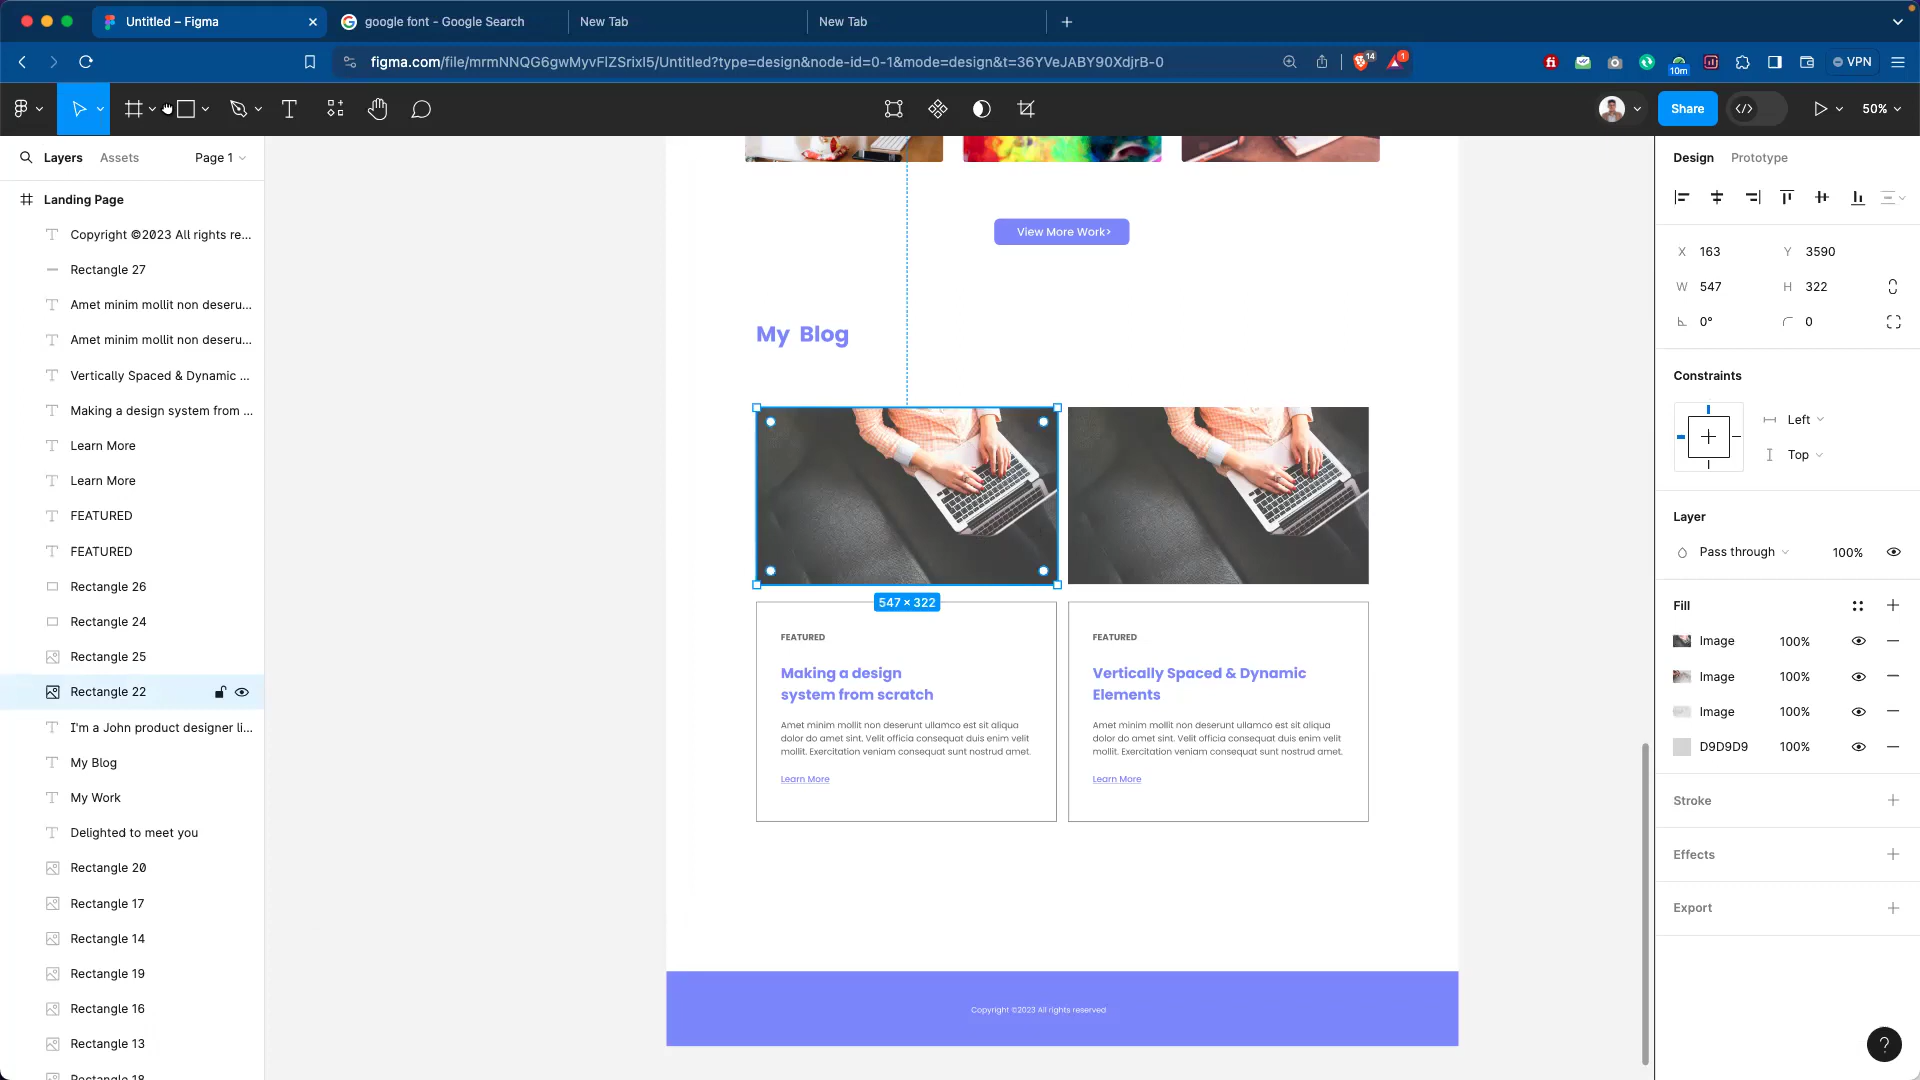 Untitled – Figma
google font - Google Search
New Tab
New Tab
figma.com/file/mrmNNQG6gwMyvFlZSrixl5/Untitled?type=design&node-id=0-1&mode=design&t=36YVeJABY90XdjrB-0
14
1
10m
VPN
Share
50%
Layers
Assets
Page 1
Landing Page
Copyright ©2023 All rights re...
Rectangle 27
Amet minim mollit non deseru...
Amet minim mollit non deseru...
Vertically Spaced & Dynamic ...
Making a design system from ...
Learn More
Learn More
FEATURED
FEATURED
Rectangle 26
Rectangle 24
Rectangle 25
Rectangle 22
I'm a John product designer li...
My Blog
My Work
Delighted to meet you
Rectangle 20
Rectangle 17
Rectangle 14
Rectangle 19
Rectangle 16
Rectangle 13
Rectangle 18
View More Work>
My Blog
547 × 322
FEATURED
Making a design
system from scratch
Amet minim mollit non deserunt ullamco est sit aliqua
dolor do amet sint. Velit officia consequat duis enim velit
mollit. Exercitation veniam consequat sunt nostrud amet.
Learn More
FEATURED
Vertically Spaced & Dynamic
Elements
Amet minim mollit non deserunt ullamco est sit aliqua
dolor do amet sint. Velit officia consequat duis enim velit
mollit. Exercitation veniam consequat sunt nostrud amet.
Learn More
Copyright ©2023 All rights reserved
Design
Prototype
X 163
Y 3590
W 547
H 322
0°
0
Constraints
Left
Top
Layer
Pass through
100%
Fill
Image
100%
Image
100%
Image
100%
D9D9D9
100%
Stroke
Effects
Export
?